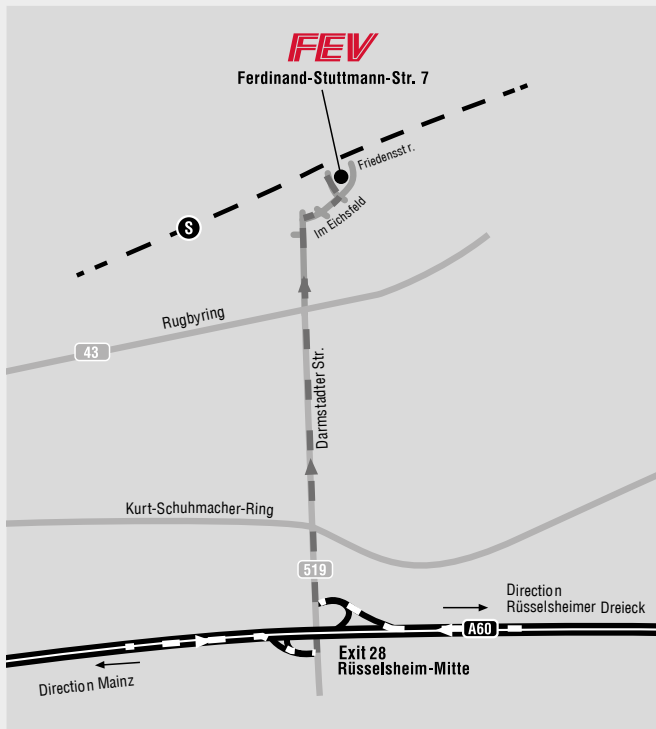 FEV
Ferdinand-Stuttmann-Str. 7
Friedensstr.
Im Eichsfeld
S
Rugbyring
43
Darmstadter Str.
Kurt-Schuhmacher-Ring
519
Direction
Rüsselsheimer Dreieck
A60
Exit 28
Rüsselsheim-Mitte
Direction Mainz